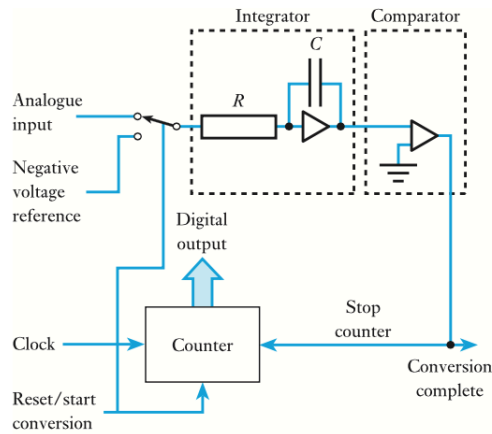 Integrator
Comparator
C
R
Analogue
input
Negative
voltage
reference
Digital
output
Stop
counter
Clock
Counter
Conversion
complete
Reset/start
conversion